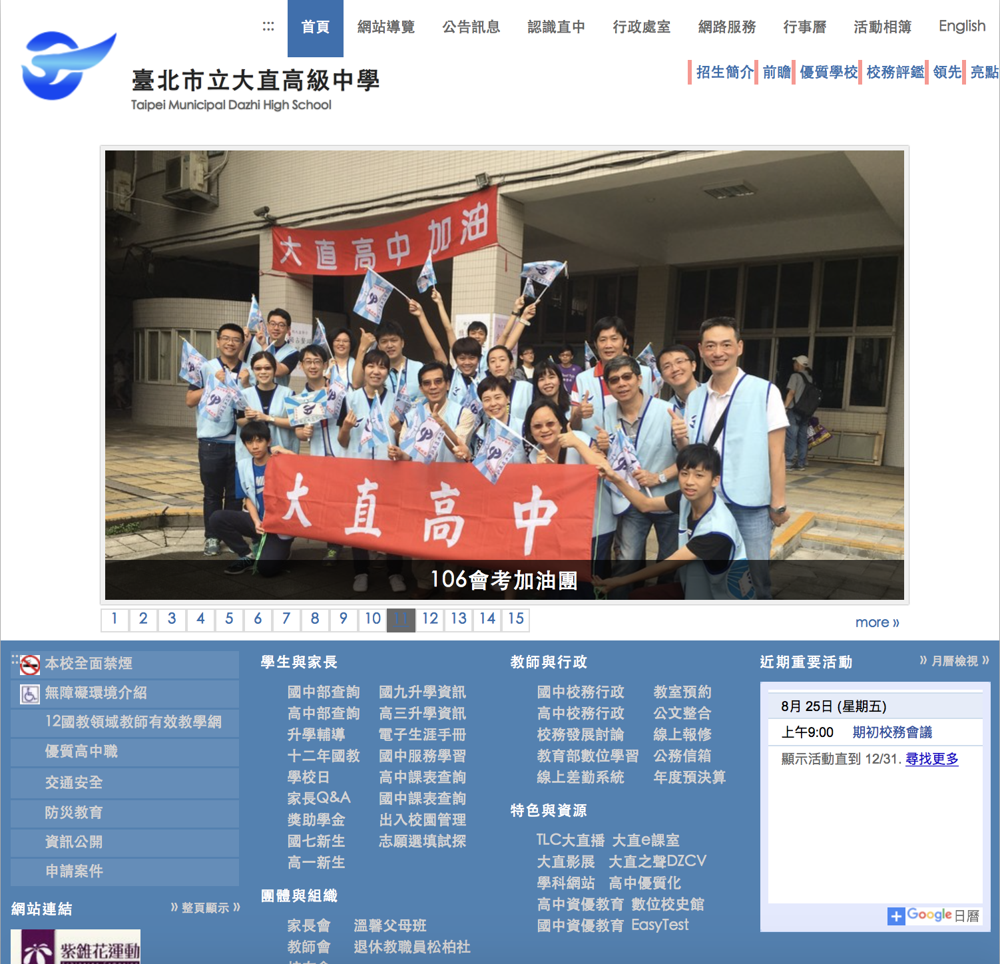 :::
首頁
網站導覽
公告訊息
認識直中
行政處室
網路服務
行事曆
活動相簿
English
臺北市立大直高級中學
Taipei Municipal Dazhi High School
招生簡介
前瞻
優質學校
校務評鑑
領先
亮點
大直高中加油
大直高中
106會考加油團
1 2 3 4 5 6 7 8 9 10 11 12 13 14 15
more »
:::
本校全面禁煙
無障礙環境介紹
12國教領域教師有效教學網
優質高中職
交通安全
防災教育
資訊公開
申請案件
網站連結
» 整頁顯示 »
紫錐花運動
學生與家長
國中部查詢 國九升學資訊
高中部查詢 高三升學資訊
升學輔導 電子生涯手冊
十二年國教 國中服務學習
學校日 高中課表查詢
家長Q&A 國中課表查詢
獎助學金 出入校園管理
國七新生 志願選填試探
高一新生
團體與組織
家長會 溫馨父母班
教師會 退休教職員松柏社
教師與行政
國中校務行政 教室預約
高中校務行政 公文整合
校務發展討論 線上報修
教育部數位學習 公務信箱
線上差勤系統 年度預決算
特色與資源
TLC大直播 大直e課室
大直影展 大直之聲DZCV
學科網站 高中優質化
高中資優教育 數位校史館
國中資優教育 EasyTest
近期重要活動
» 月曆檢視 »
8月 25日 (星期五)
上午9:00 期初校務會議
顯示活動直到 12/31. 尋找更多
Google日曆